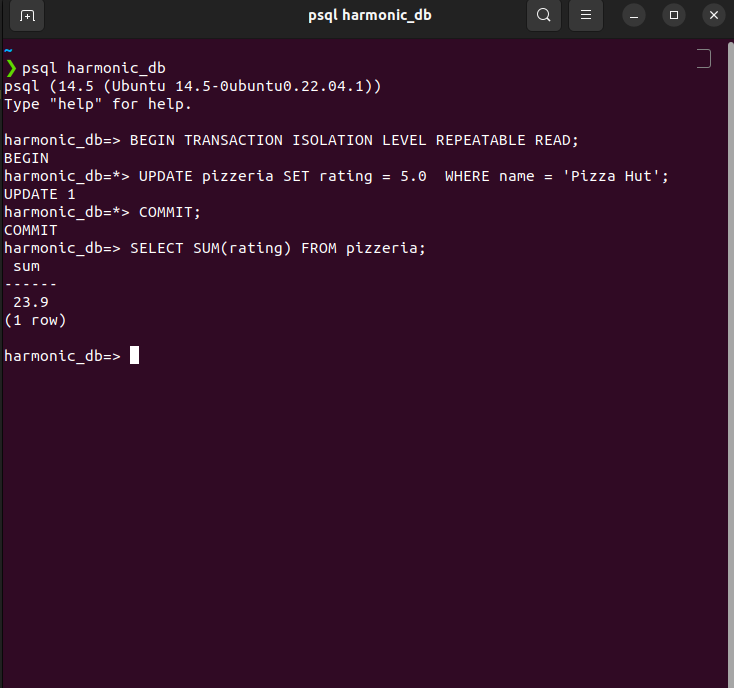 psql harmonic_db
~
❯ psql harmonic_db
psql (14.5 (Ubuntu 14.5-0ubuntu0.22.04.1))
Type "help" for help.
harmonic_db=> BEGIN TRANSACTION ISOLATION LEVEL REPEATABLE READ;
BEGIN
harmonic_db=*> UPDATE pizzeria SET rating = 5.0  WHERE name = 'Pizza Hut';
UPDATE 1
harmonic_db=*> COMMIT;
COMMIT
harmonic_db=> SELECT SUM(rating) FROM pizzeria;
 sum
------
 23.9
(1 row)
harmonic_db=>